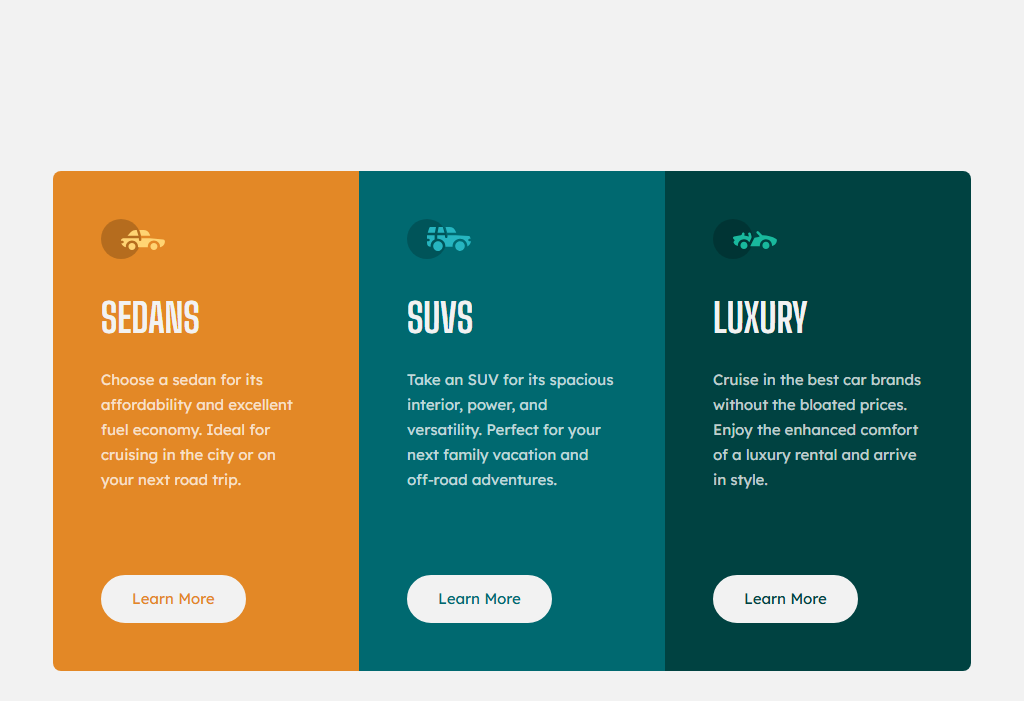 SEDANS
Choose a sedan for its
affordability and excellent
fuel economy. Ideal for
cruising in the city or on
your next road trip.
Learn More
SUVS
Take an SUV for its spacious
interior, power, and
versatility. Perfect for your
next family vacation and
off-road adventures.
Learn More
LUXURY
Cruise in the best car brands
without the bloated prices.
Enjoy the enhanced comfort
of a luxury rental and arrive
in style.
Learn More